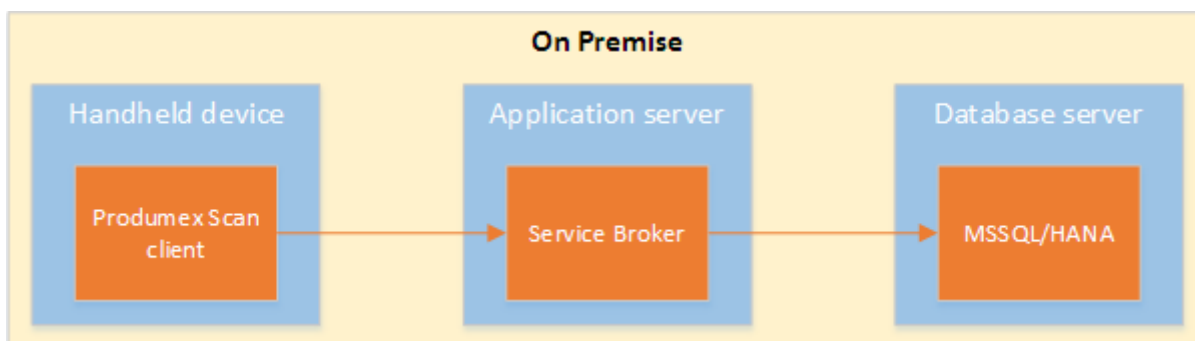 On Premise
Handheld device
Application server
Database server
Produmex Scan
client
Service Broker
MSSQL/HANA